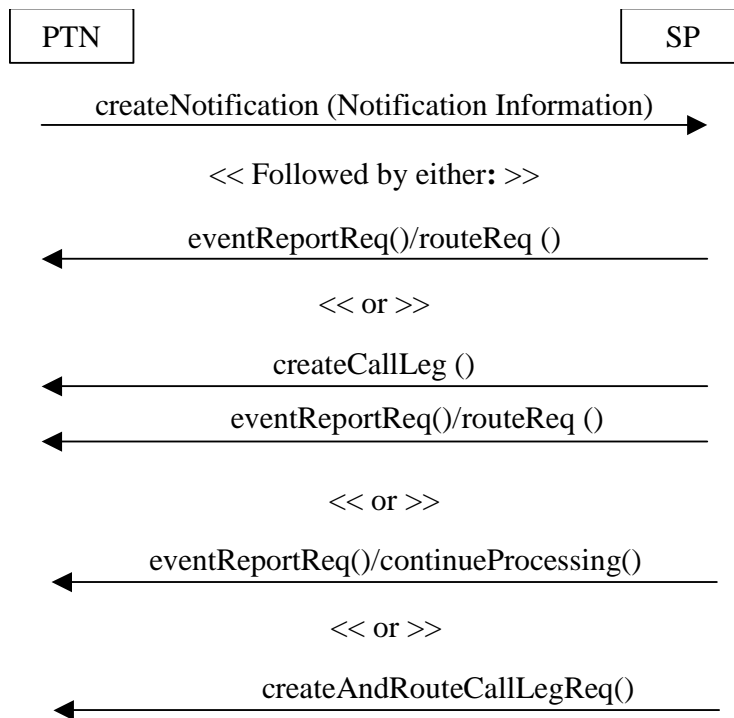 PTN
SP
createNotification (Notification Information)
<< Followed by either: >>
eventReportReq()/routeReq ()
<< or >>
createCallLeg ()
eventReportReq()/routeReq ()
<< or >>
eventReportReq()/continueProcessing()
<< or >>
createAndRouteCallLegReq()